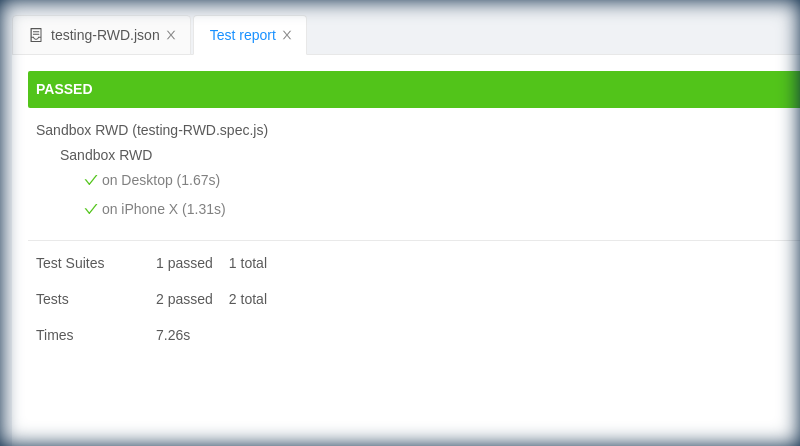 testing-RWD.json Test report
PASSED
Sandbox RWD (testing-RWD.spec.js)
Sandbox RWD
on Desktop (1.67s)
on iPhone X (1.31s)
Test Suites 1 passed 1 total
Tests 2 passed 2 total
Times 7.26s